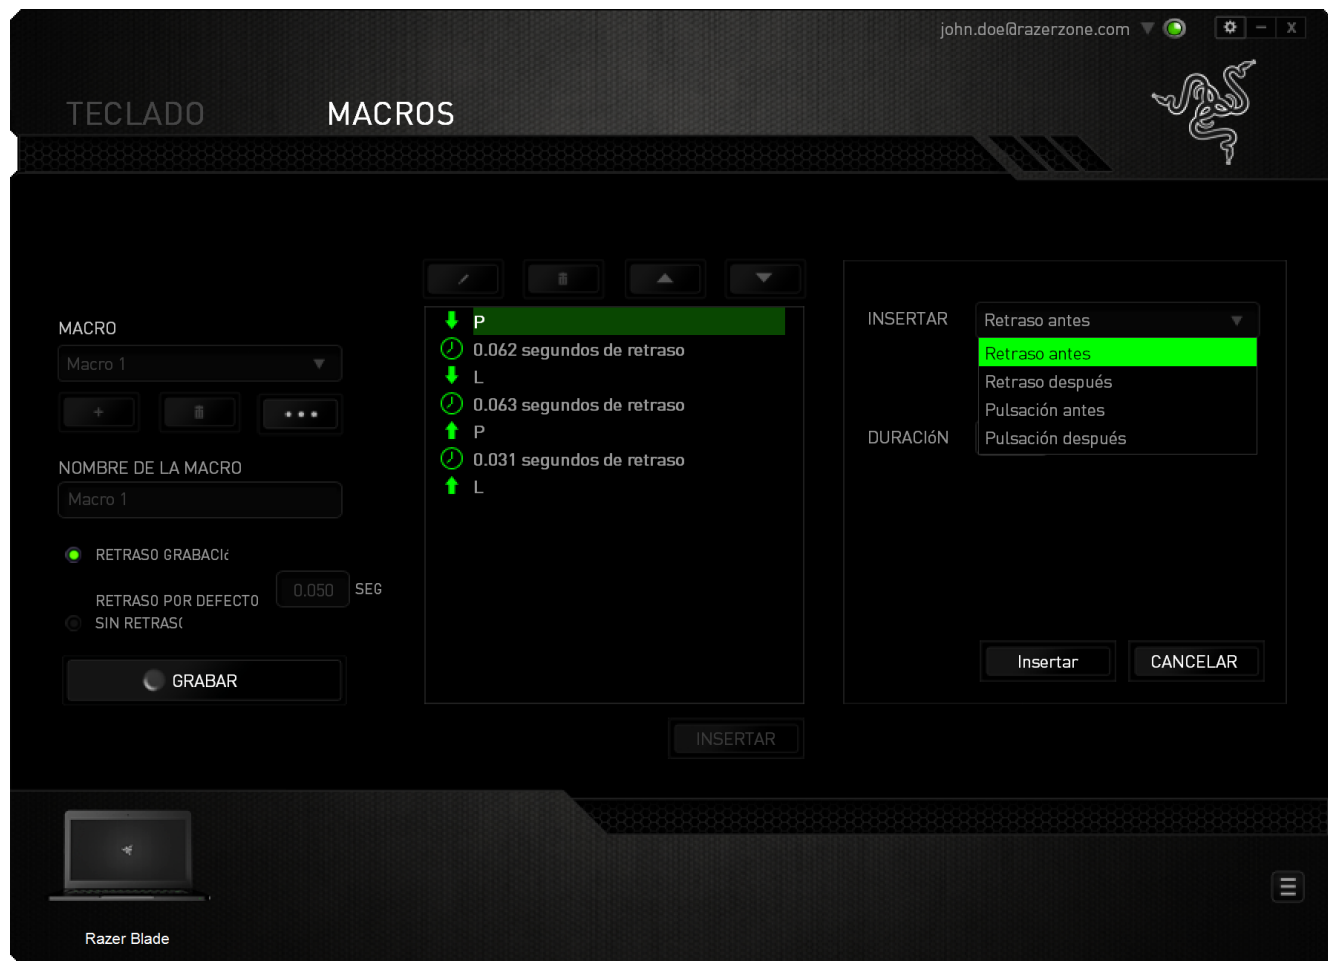 john.doe@razerzone.com
X
TECLADO
MACROS
MACRO
Macro 1
NOMBRE DE LA MACRO
Macro 1
RETRASO GRABACIó
RETRASO POR DEFECTO
0.050 SEG
SIN RETRASO
GRABAR
P
0.062 segundos de retraso
L
0.063 segundos de retraso
P
0.031 segundos de retraso
L
INSERTAR
INSERTAR
Retraso antes
Retraso antes
Retraso después
Pulsación antes
Pulsación después
DURACIóN
Insertar
CANCELAR
Razer Blade